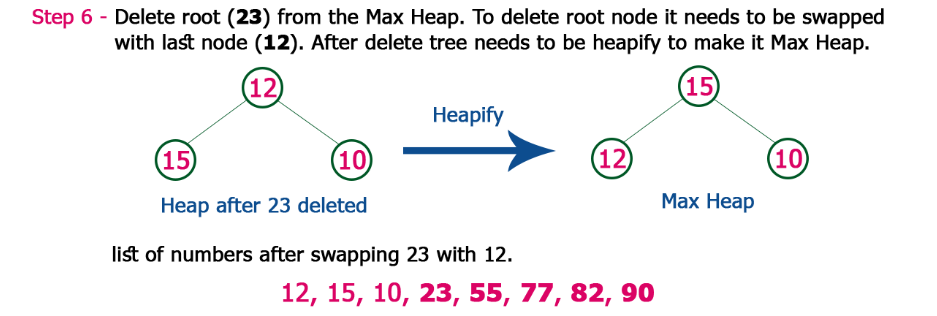 Step 6 - Delete root (23) from the Max Heap. To delete root node it needs to be swapped
with last node (12). After delete tree needs to be heapify to make it Max Heap.
12
15
10
Heap after 23 deleted
Heapify
15
12
10
Max Heap
list of numbers after swapping 23 with 12.
12, 15, 10, 23, 55, 77, 82, 90